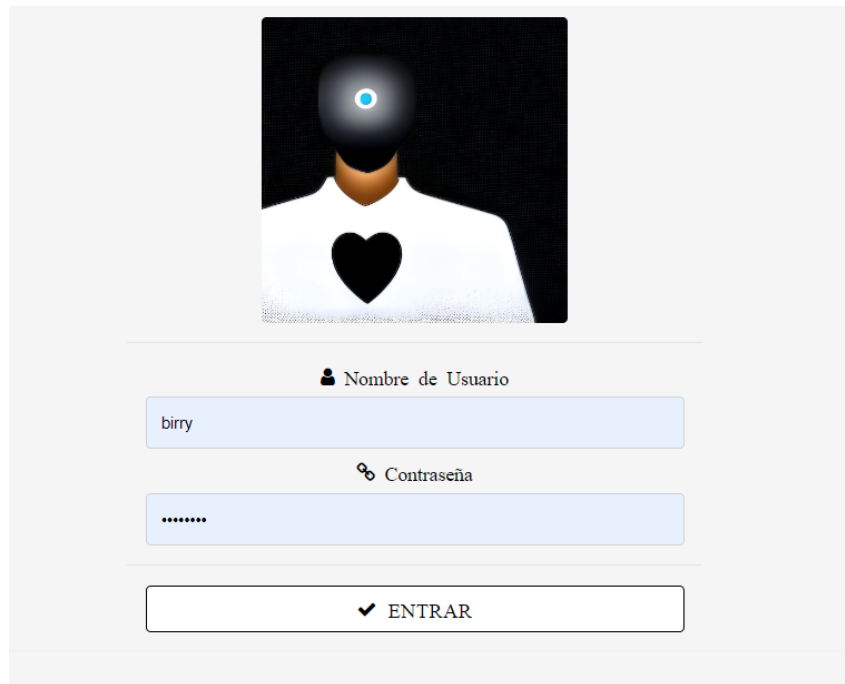 Nombre de Usuario
birry
Contraseña
••••••••
ENTRAR